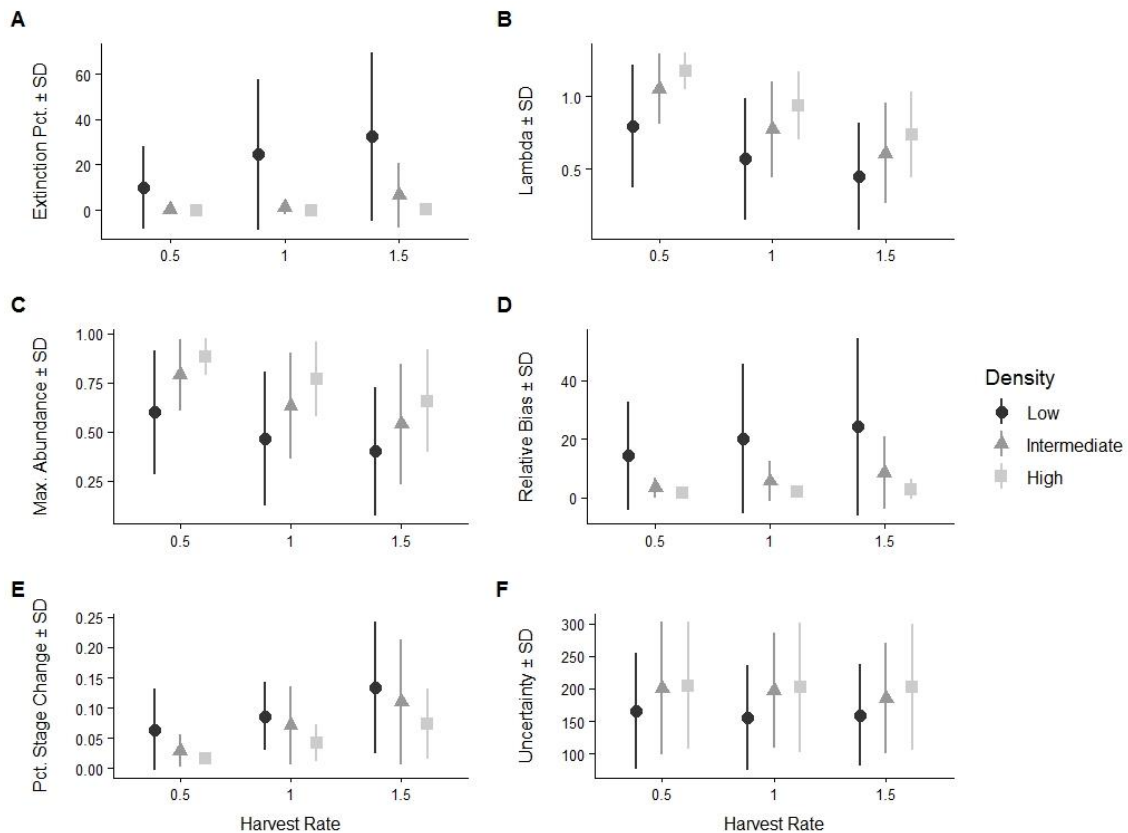 A
Extinction Pct. ± SD
60
40
20
0
0.5 1 1.5
B
Lambda ± SD
1.0
0.5
0.5 1 1.5
C
Max. Abundance ± SD
1.00
0.75
0.50
0.25
0.5 1 1.5
D
Relative Bias ± SD
40
20
0
0.5 1 1.5
Density
Low
Intermediate
High
E
Pct. Stage Change ± SD
0.25
0.20
0.15
0.10
0.05
0.00
0.5 1 1.5
Harvest Rate
F
Uncertainty ± SD
300
250
200
150
100
0.5 1 1.5
Harvest Rate